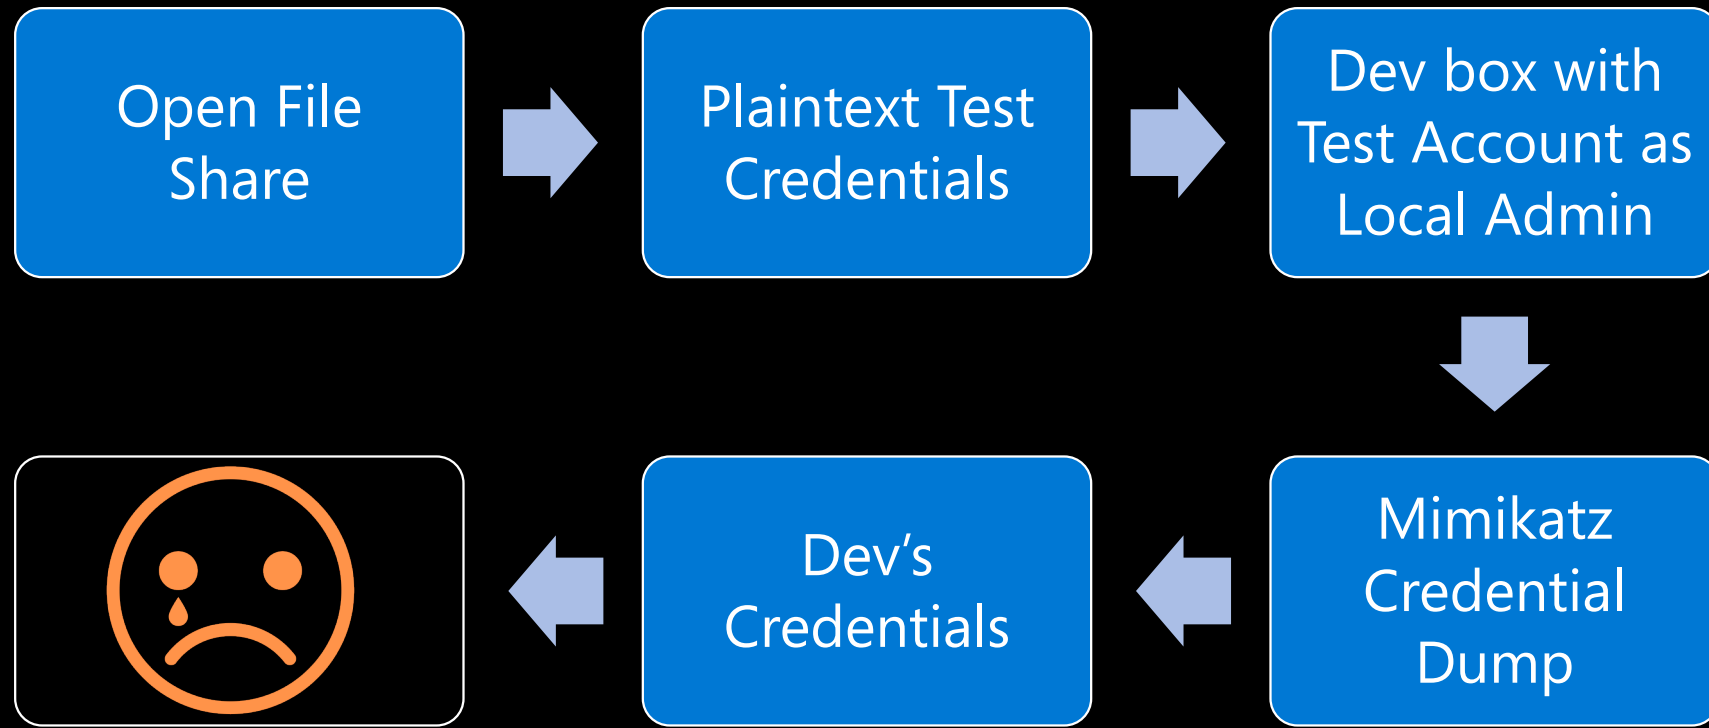 Open File
Share
Plaintext Test
Credentials
Dev box with
Test Account as
Local Admin
Mimikatz
Credential
Dump
Dev's
Credentials